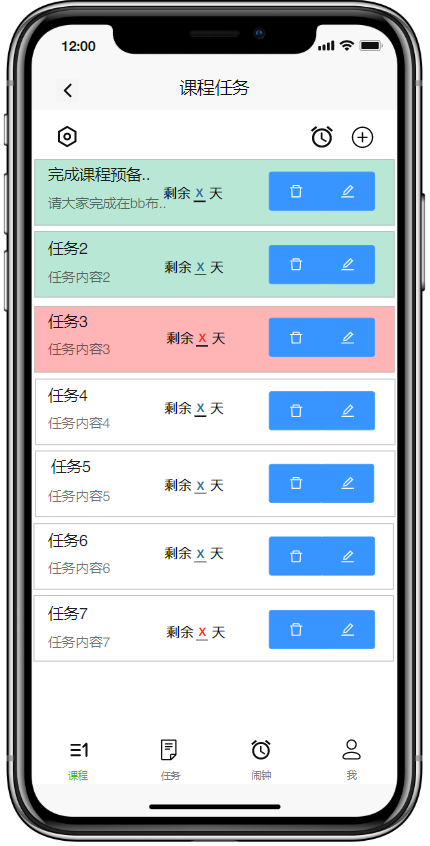 12:00
课程任务
完成课程预备..
请大家完成在bb布..
剩余 x 天
任务2
任务内容2
剩余 x 天
任务3
任务内容3
剩余 x 天
任务4
任务内容4
剩余 x 天
任务5
任务内容5
剩余 x 天
任务6
任务内容6
剩余 x 天
任务7
任务内容7
剩余 x 天
课程
任务
闹钟
我